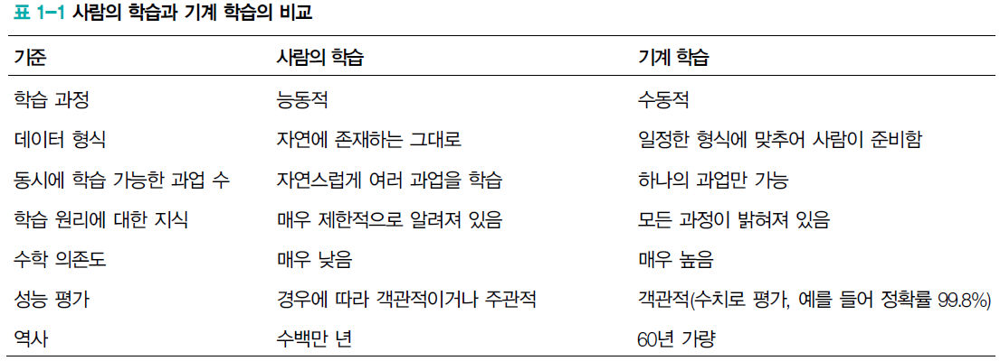 표 1-1 사람의 학습과 기계 학습의 비교
기준 사람의 학습 기계 학습
학습 과정 능동적 수동적
데이터 형식 자연에 존재하는 그대로 일정한 형식에 맞추어 사람이 준비함
동시에 학습 가능한 과업 수 자연스럽게 여러 과업을 학습 하나의 과업만 가능
학습 원리에 대한 지식 매우 제한적으로 알려져 있음 모든 과정이 밝혀져 있음
수학 의존도 매우 낮음 매우 높음
성능 평가 경우에 따라 객관적이거나 주관적 객관적(수치로 평가, 예를 들어 정확률 99.8%)
역사 수백만 년 60년 가량